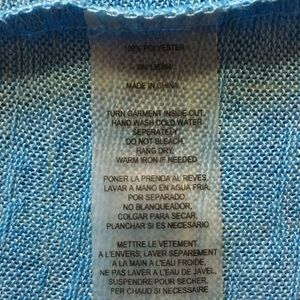 100% POLYESTER
MADE IN CHINA
TURN GARMENT INSIDE OUT,
HAND WASH COLD WATER
SEPERATELY.
DO NOT BLEACH.
HANG DRY.
WARM IRON IF NEEDED.
PONER LA PRENDA AL REVES,
LAVAR A MANO EN AGUA FRIA,
POR SEPARADO.
NO BLANQUEADOR,
COLGAR PARA SECAR.
PLANCHAR SI ES NECESARIO
METTRE LE VETEMENT
A L'ENVERS, LAVER SEPAREMENT
A LA MAIN A L'EAU FROIDE,
NE PAS LAVER A L'EAU DE JAVEL,
SUSPENDRE POUR SECHER.
FER CHAUD SI NECESSAIRE